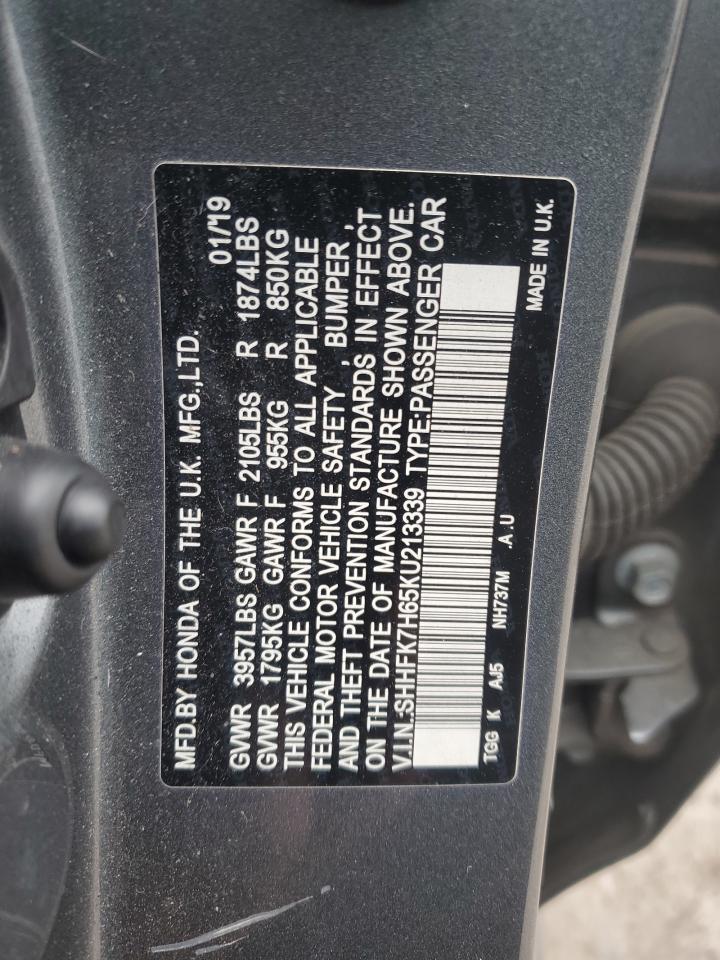 MFD.BY HONDA OF THE U.K. MFG.,LTD. 01/19
GVWR 3957LBS GAWR F 2105LBS R 1874LBS
GVWR 1795KG GAWR F 955KG R 850KG
THIS VEHICLE CONFORMS TO ALL APPLICABLE
FEDERAL MOTOR VEHICLE SAFETY, BUMPER,
AND THEFT PREVENTION STANDARDS IN EFFECT
ON THE DATE OF MANUFACTURE SHOWN ABOVE.
V.I.N.:SHHFK7H65KU213339 TYPE:PASSENGER CAR
TGG K AJ5 NH737M .A .U MADE IN U.K.